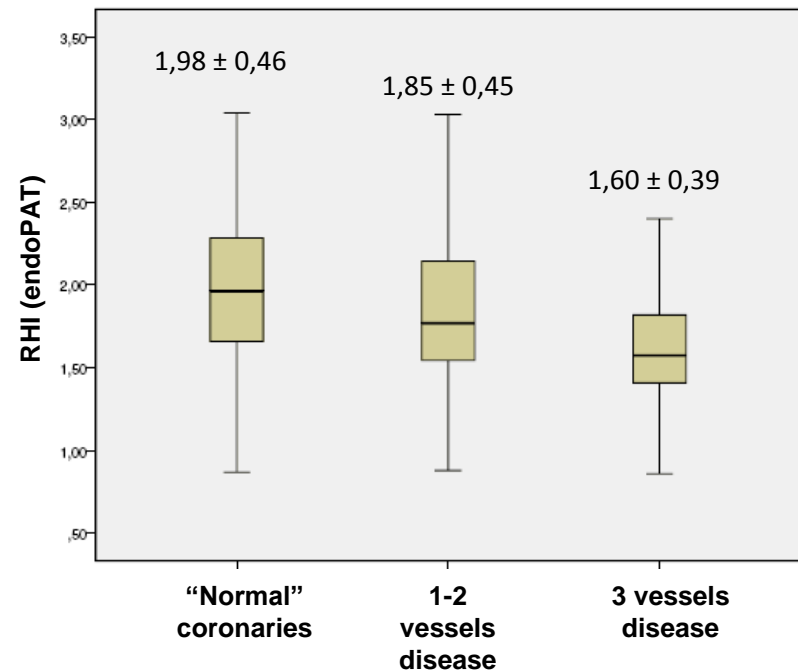 3,50
1,98 ± 0,46
1,85 ± 0,45
3,00
1,60 ± 0,39
2,50
RHI (endoPAT)
2,00
1,50
1,00
,50
“Normal”
coronaries
1-2
vessels
disease
3 vessels
disease